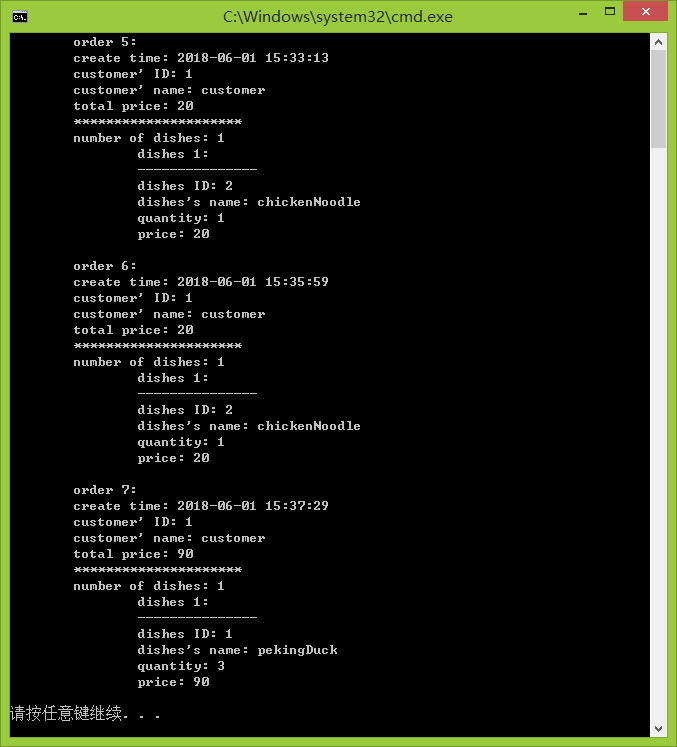 C:\Windows\system32\cmd.exe
C:\.
order 5:
create time: 2018-06-01 15:33:13
customer' ID: 1
customer' name: customer
total price: 20
*********************
number of dishes: 1
dishes 1:
---------------
dishes ID: 2
dishes's name: chickenNoodle
quantity: 1
price: 20
order 6:
create time: 2018-06-01 15:35:59
customer' ID: 1
customer' name: customer
total price: 20
*********************
number of dishes: 1
dishes 1:
---------------
dishes ID: 2
dishes's name: chickenNoodle
quantity: 1
price: 20
order 7:
create time: 2018-06-01 15:37:29
customer' ID: 1
customer' name: customer
total price: 90
*********************
number of dishes: 1
dishes 1:
---------------
dishes ID: 1
dishes's name: pekingDuck
quantity: 3
price: 90
请按任意键继续. . .